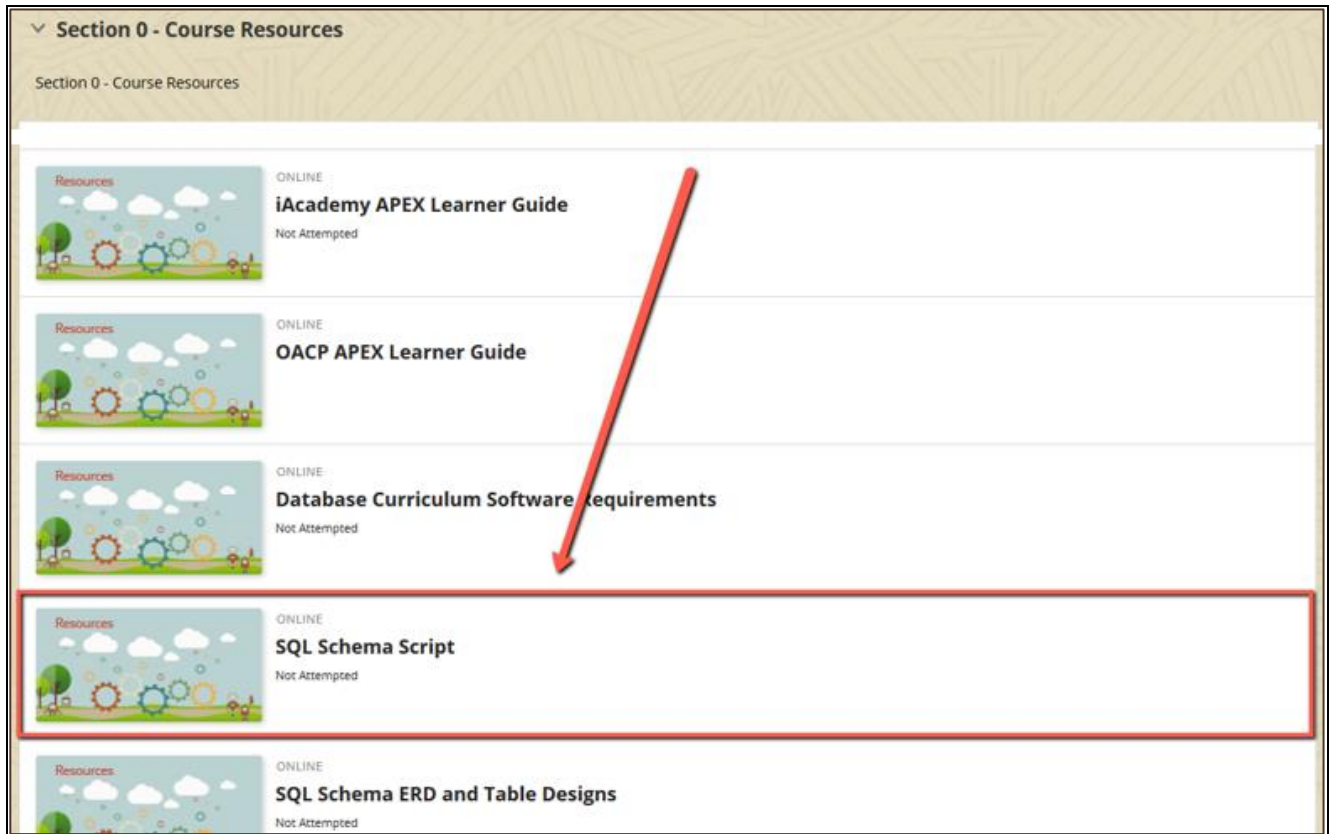 Section 0 - Course Resources
Section 0 - Course Resources
Resources
ONLINE
iAcademy APEX Learner Guide
Not Attempted
Resources
ONLINE
OACP APEX Learner Guide
Resources
ONLINE
Database Curriculum Software Requirements
Not Attempted
Resources
ONLINE
SQL Schema Script
Not Attempted
Resources
ONLINE
SQL Schema ERD and Table Designs
Not Attempted